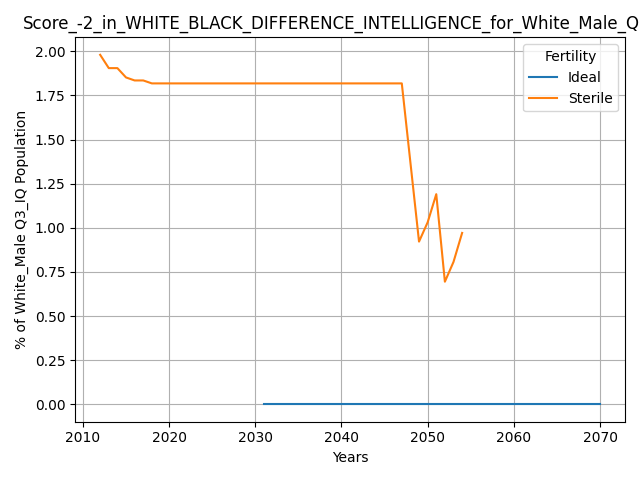 Score_-2_in_WHITE_BLACK_DIFFERENCE_INTELLIGENCE_for_White_Male_Q
2.00
1.75
1.50
1.25
1.00
0.75
0.50
0.25
0.00
% of White_Male Q3_IQ Population
Fertility
Ideal
Sterile
2010 2020 2030 2040 2050 2060 2070
Years